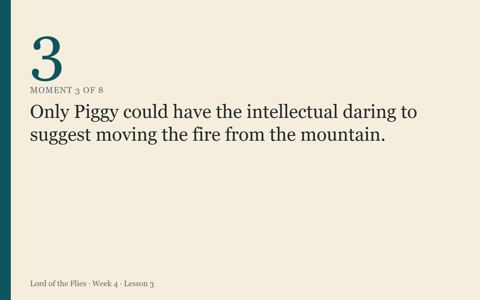 3
MOMENT 3 OF 8
Only Piggy could have the intellectual daring to
suggest moving the fire from the mountain.
Lord of the Flies · Week 4 · Lesson 3